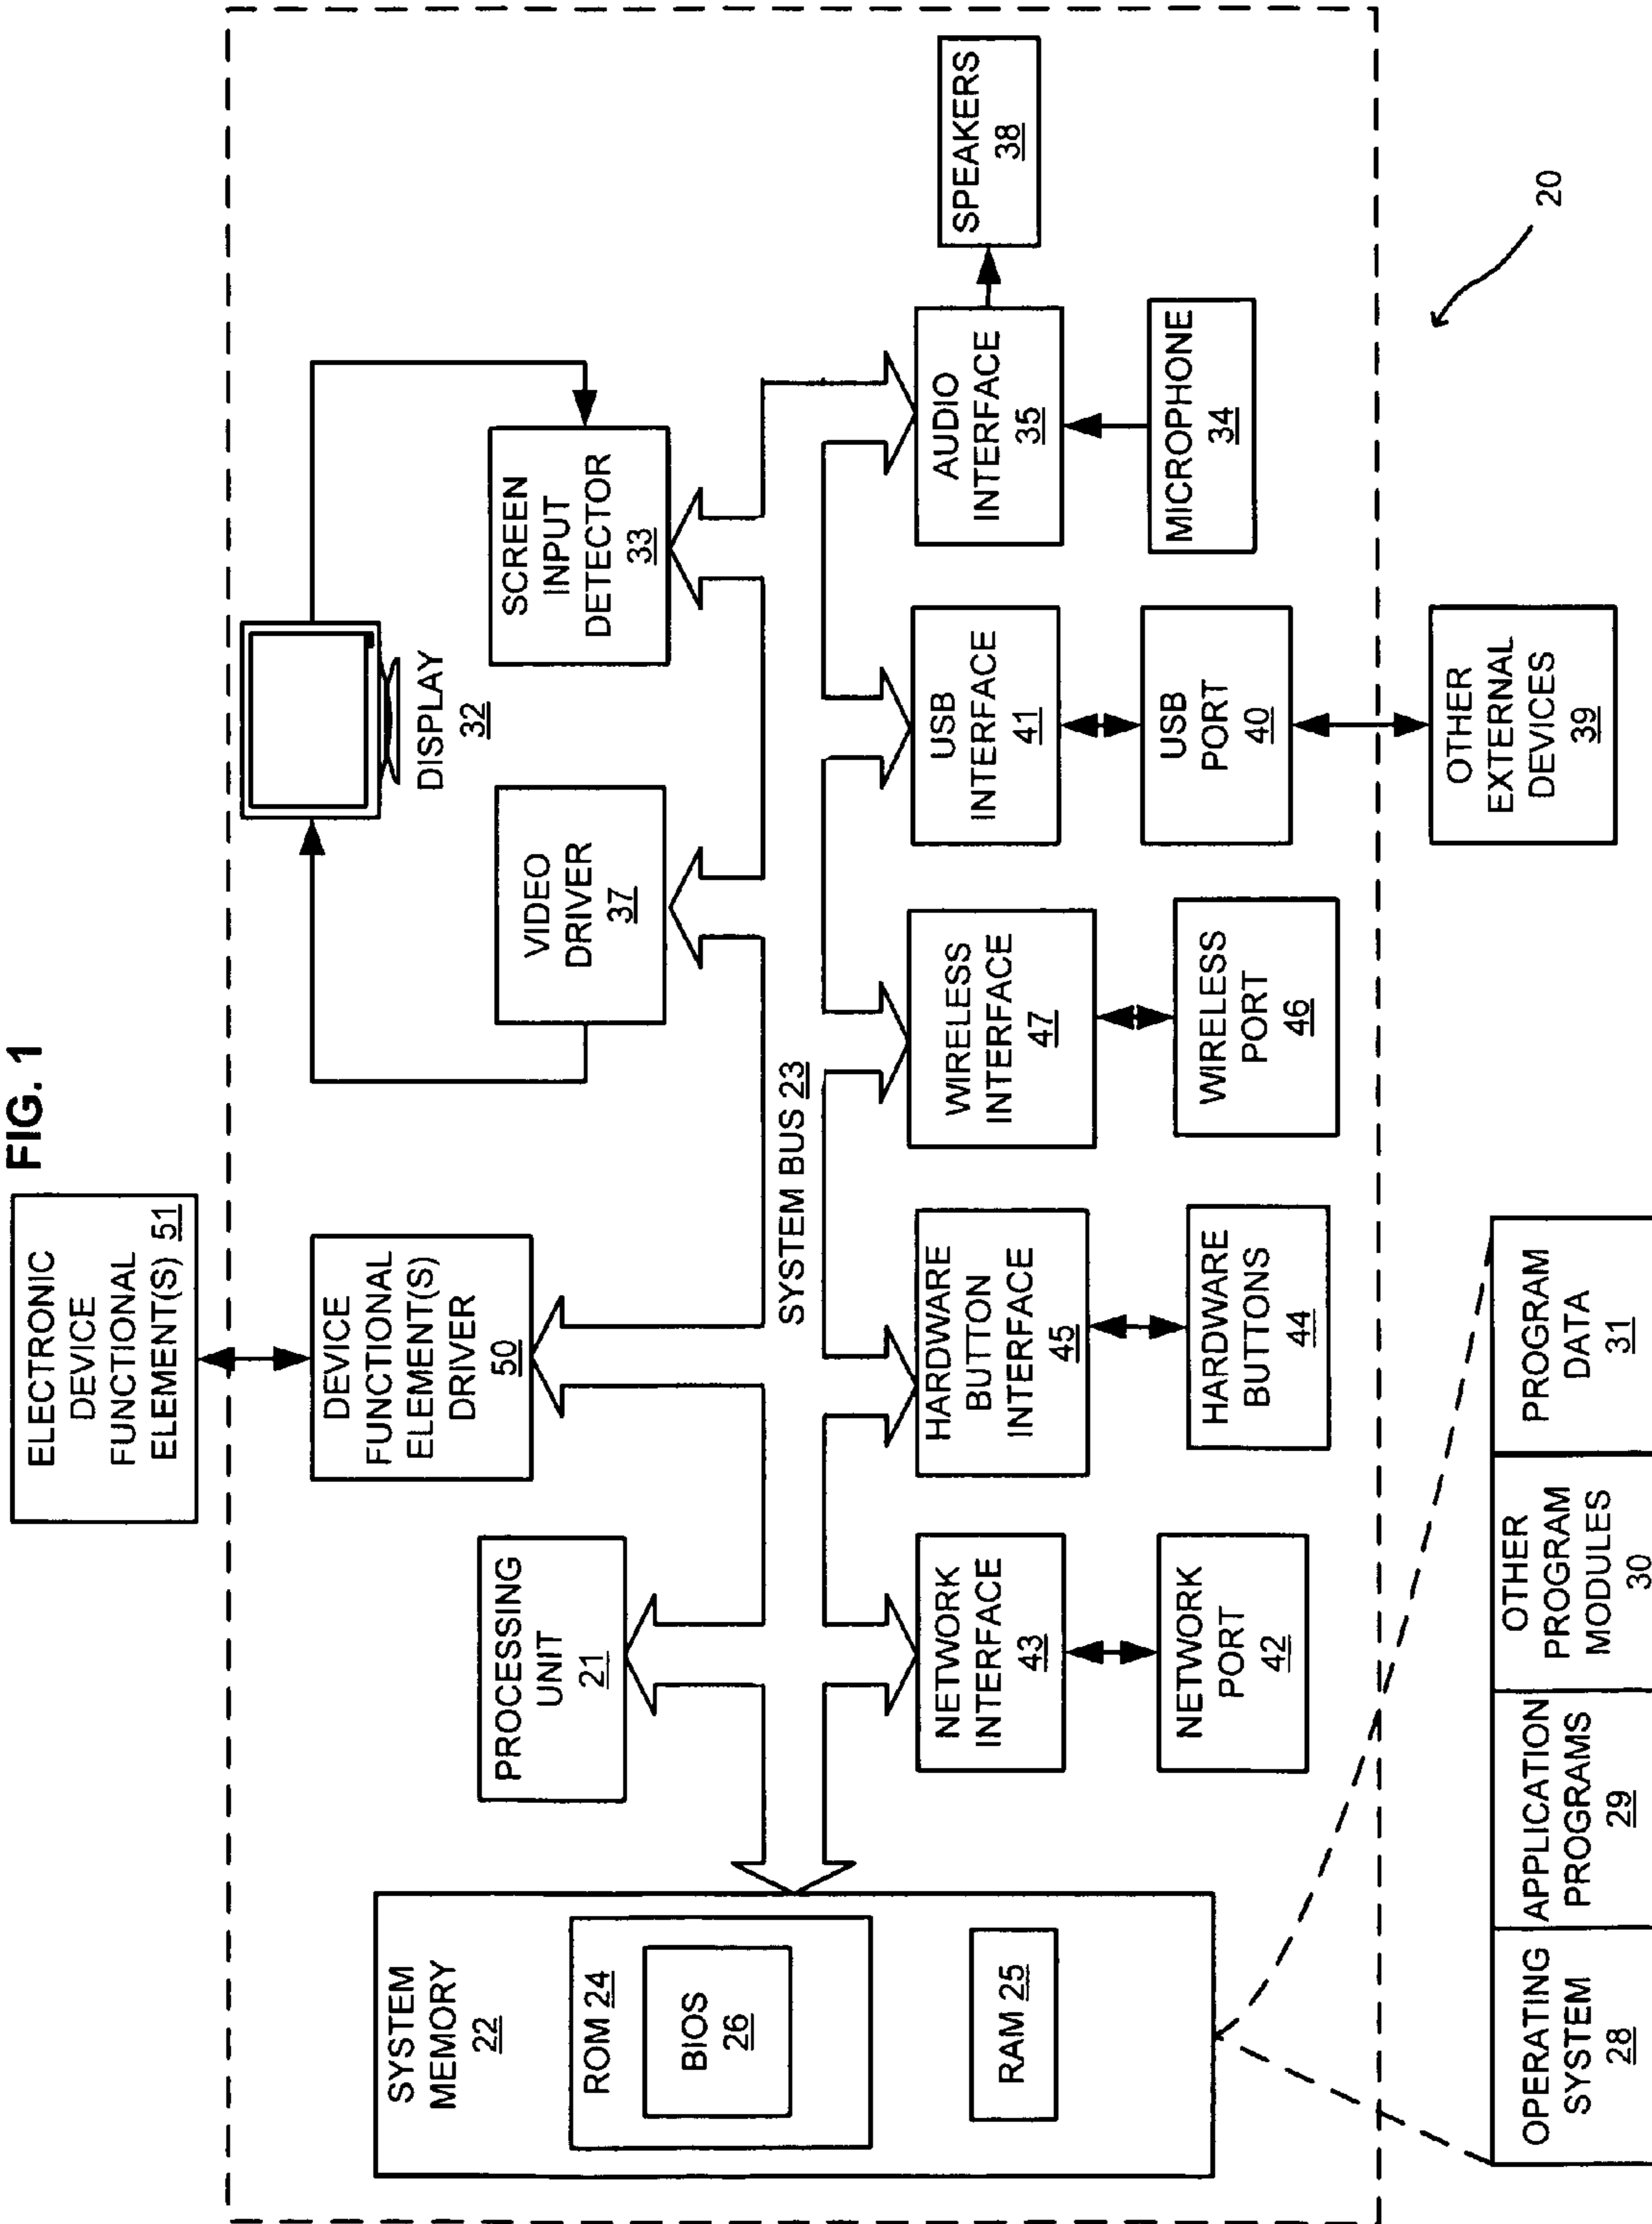 FIG. 1
ELECTRONIC
DEVICE
FUNCTIONAL
ELEMENT(S) 51
DEVICE
FUNCTIONAL
ELEMENT(S)
DRIVER
50
DISPLAY
32
VIDEO
DRIVER
37
SCREEN
INPUT
DETECTOR
33
PROCESSING
UNIT
21
SYSTEM
MEMORY
22
ROM 24
BIOS
26
RAM 25
SYSTEM BUS 23
NETWORK
INTERFACE
43
HARDWARE
BUTTON
INTERFACE
45
WIRELESS
INTERFACE
47
USB
INTERFACE
41
AUDIO
INTERFACE
35
SPEAKERS
38
NETWORK
PORT
42
HARDWARE
BUTTONS
44
WIRELESS
PORT
46
USB
PORT
40
MICROPHONE
34
OPERATING
SYSTEM
28
APPLICATION
PROGRAMS
29
OTHER
PROGRAM
MODULES
30
PROGRAM
DATA
31
OTHER
EXTERNAL
DEVICES
39
20